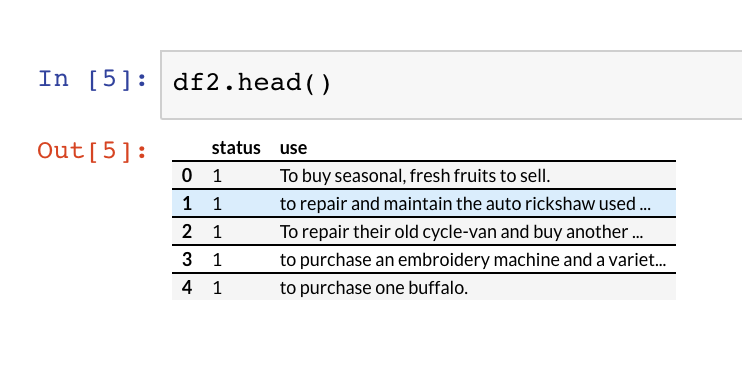 In [5]: df2.head()
Out[5]:
status use
0 1 To buy seasonal, fresh fruits to sell.
1 1 to repair and maintain the auto rickshaw used ...
2 1 To repair their old cycle-van and buy another ...
3 1 to purchase an embroidery machine and a variet...
4 1 to purchase one buffalo.